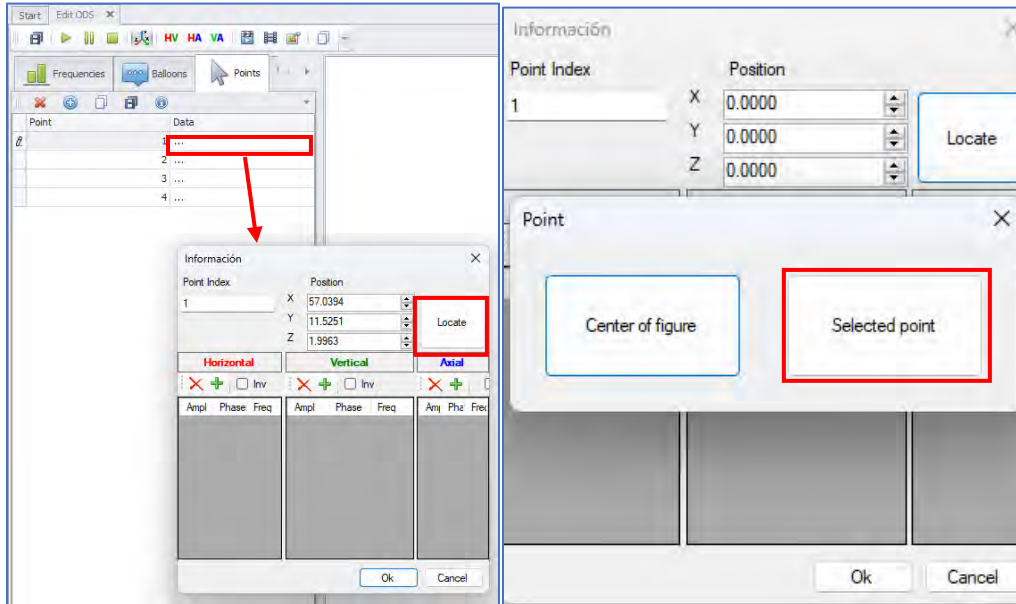 Start Edit ODS
HV HA VA
Frequencies Balloons Points
Point Data
1 ...
2 ...
3 ...
4 ...
Información
Point Index Position
1 X 57.0394
Y 11.5251
Z 1.9963
Locate
Horizontal Vertical Axial
Inv Inv
Ampl Phase Freq Ampl Phase Freq Am Pha Frec
Ok Cancel
Información
Point Index Position
1 X 0.0000
Y 0.0000
Z 0.0000
Locate
Point
Center of figure Selected point
Ok Cancel